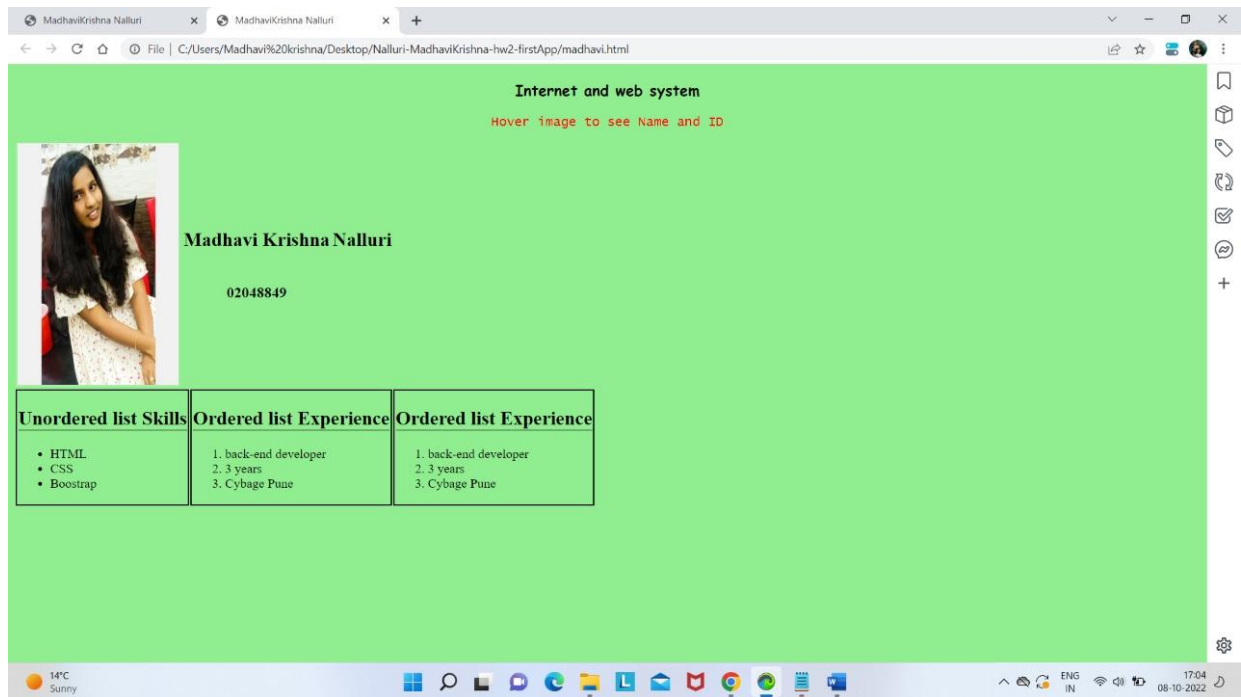 MadhaviKrishna Nalluri
MadhaviKrishna Nalluri
File | C:/Users/Madhavi%20krishna/Desktop/Nalluri-MadhaviKrishna-hw2-firstApp/madhavi.html
Internet and web system
Hover image to see Name and ID
Madhavi Krishna Nalluri
02048849
Unordered list Skills
• HTML
• CSS
• Boostrap
Ordered list Experience
1. back-end developer
2. 3 years
3. Cybage Pune
Ordered list Experience
1. back-end developer
2. 3 years
3. Cybage Pune
14°C
Sunny
L
W
ENG
IN
17:04
08-10-2022